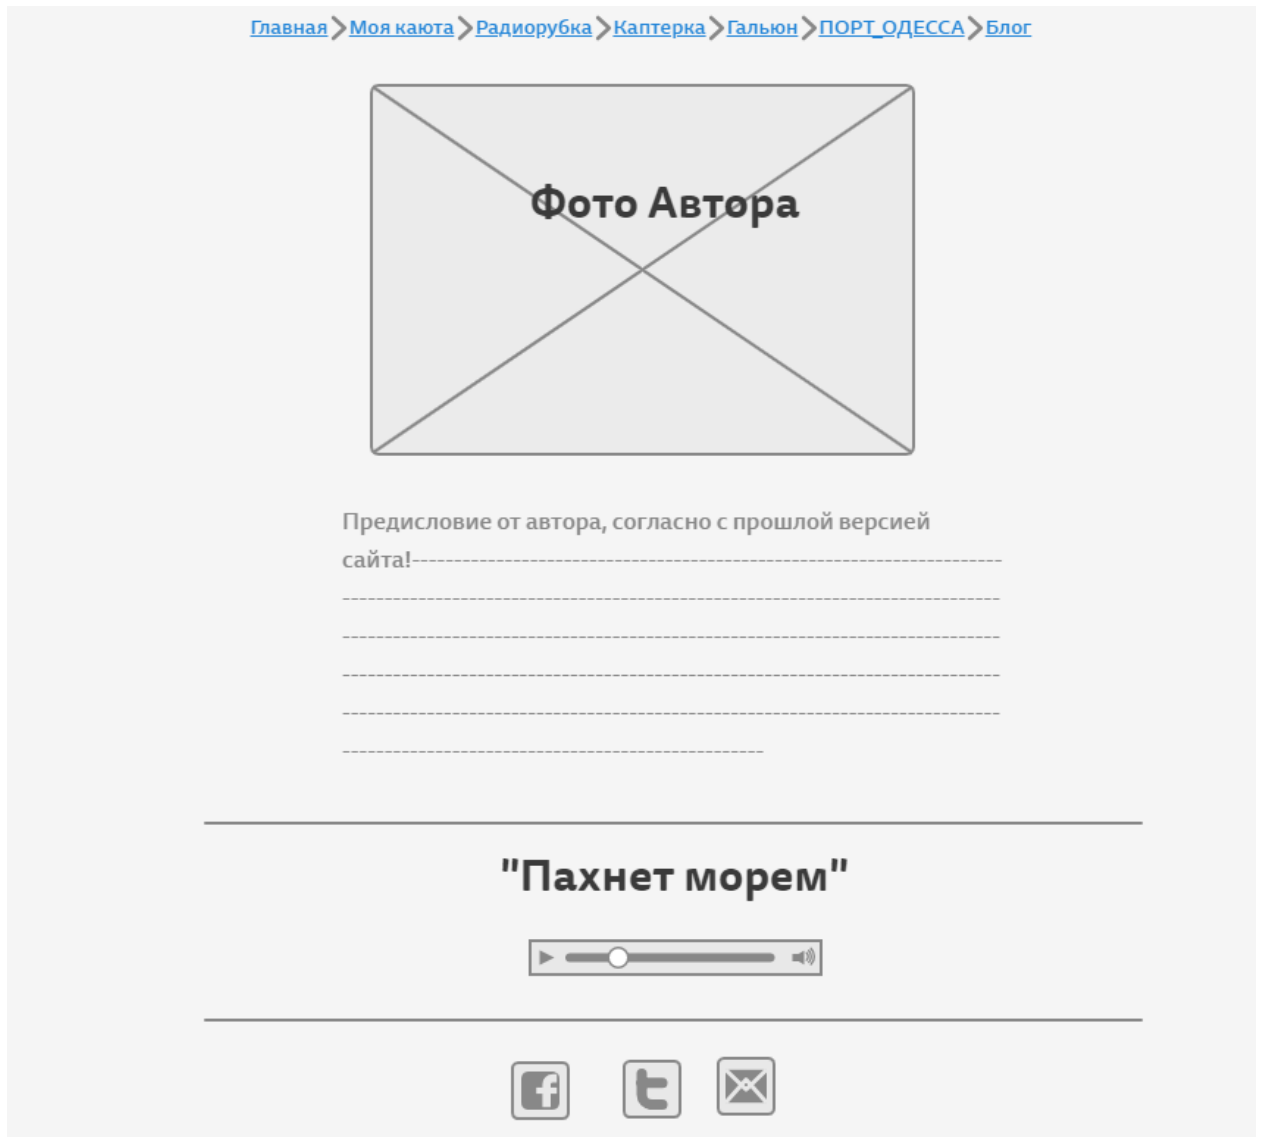 Главная Моя каюта Радиорубка Каптерка Гальюн ПОРТ_ОДЕССА Блог
Фото Автора
Предисловие от автора, согласно с прошлой версией
сайта!----------------------------------------------------------------------
------------------------------------------------------------------------------
------------------------------------------------------------------------------
------------------------------------------------------------------------------
------------------------------------------------------------------------------
--------------------------------------------------
"Пахнет морем"